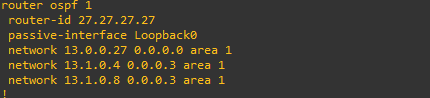 router ospf 1
router-id 27.27.27.27
passive-interface Loopback0
network 13.0.0.27 0.0.0.0 area 1
network 13.1.0.4 0.0.0.3 area 1
network 13.1.0.8 0.0.0.3 area 1
!